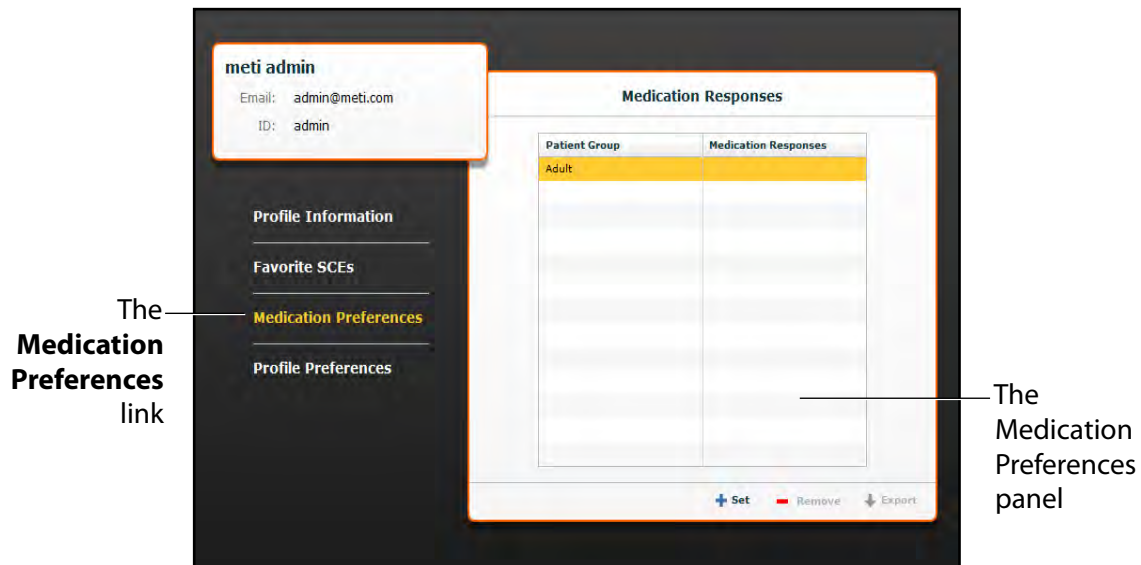 meti admin
Email: admin@meti.com
ID: admin
Medication Responses
Patient Group Medication Responses
Adult
Profile Information
Favorite SCEs
Medication Preferences
Profile Preferences
Set Remove Export
The
Medication
Preferences
link
The
Medication
Preferences
panel